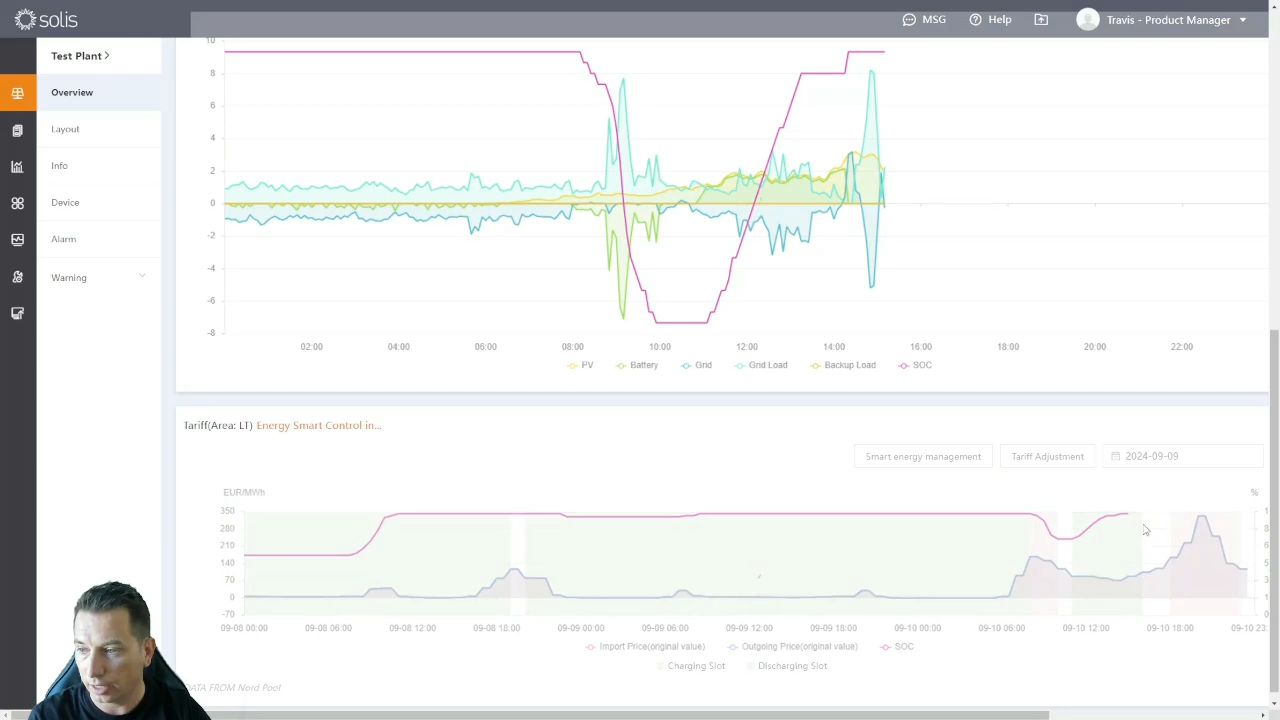 solis
MSG
Help
Travis - Product Manager
Test Plant
Overview
Layout
Info
Device
Alarm
Warning
10
8
6
4
2
0
-2
-4
-6
-8
02:00 04:00 06:00 08:00 10:00 12:00 14:00 16:00 18:00 20:00 22:00
PV Battery Grid Grid Load Backup Load SOC
Tariff(Area: LT) Energy Smart Control in...
Smart energy management Tariff Adjustment 2024-09-09
EUR/MWh %
350
280
210
140
70
0
-70
09-08 00:00 09-08 06:00 09-08 12:00 09-08 18:00 09-09 00:00 09-09 06:00 09-09 12:00 09-09 18:00 09-10 00:00 09-10 06:00 09-10 12:00 09-10 18:00 09-10 23:
Import Price(original value) Outgoing Price(original value) SOC
Charging Slot Discharging Slot
DATA FROM Nord Pool